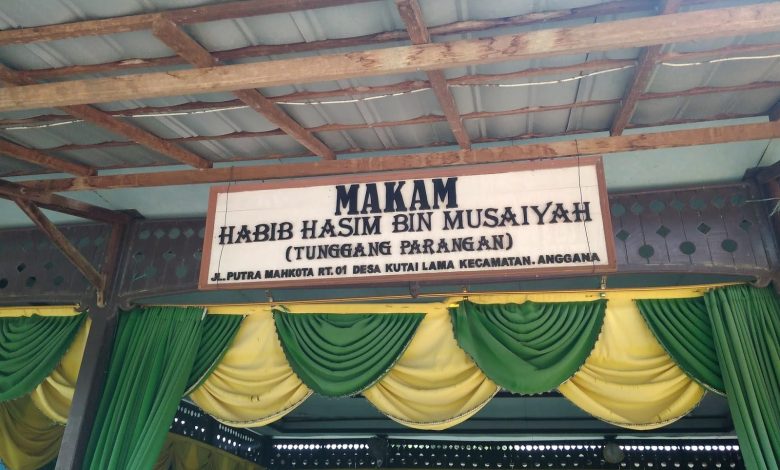 MAKAM
HABIB HASIM BIN MUSAIYAH
(TUNGGANG PARANGAN)
JL. PUTRA MAHKOTA RT. 01 DESA KUTAI LAMA KECAMATAN. ANGGANA